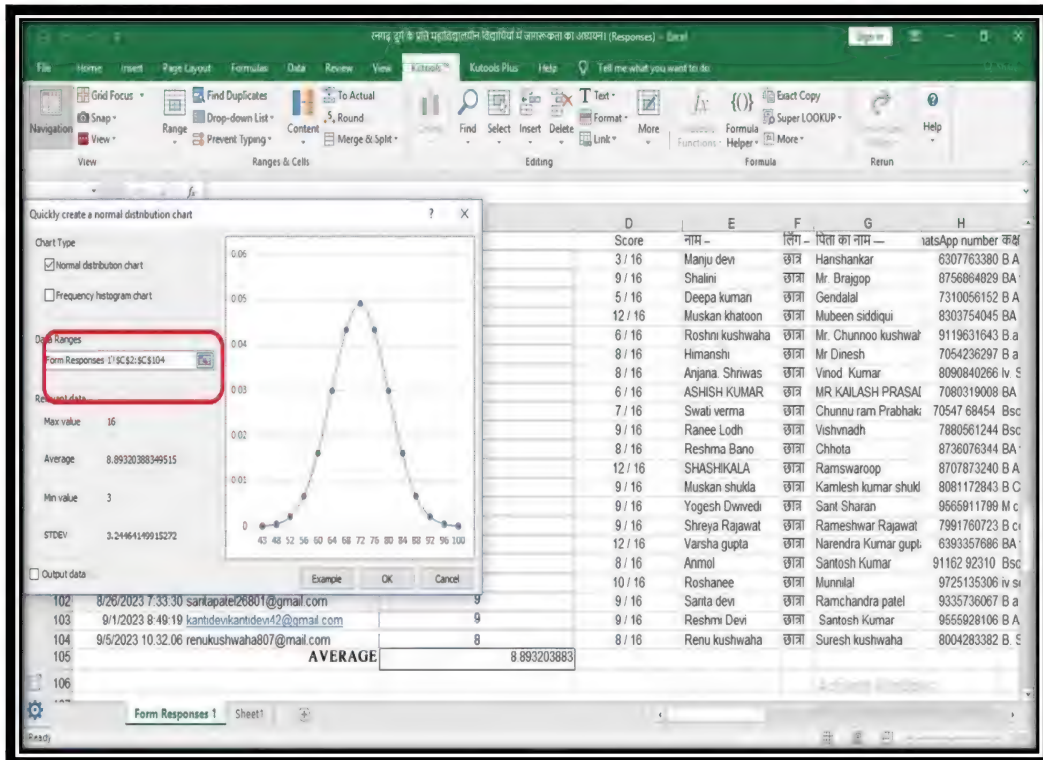 रनगढ़ दुर्ग के प्रति महाविद्यालयीन विद्यार्थियों में जागरूकता का अध्ययन। (Responses) - Excel
Sign in
File Home Insert Page Layout Formulas Data Review View Kutools ™ Kutools Plus Help Tell me what you want to do
Grid Focus
Snap
View
Navigation
View
Range
Find Duplicates
Drop-down List
Prevent Typing
Content
To Actual
Round
Merge & Split
Ranges & Cells
Find Select Insert Delete
Text
Format
Link
More
Editing
Functions
Formula Helper
Exact Copy
Super LOOKUP
More
Formula
Rerun
Help
fx
Quickly create a normal distribution chart ? X
Chart Type
Normal distribution chart
Frequency histogram chart
Data Ranges
Form Responses 1'!$C$2:$C$104
Relevant data
Max value 16
Average 8.89320388349515
Min value 3
STDEV 3.24464149915272
Output data
0.06
0.05
0.04
0.03
0.02
0.01
0
43 48 52 56 60 64 68 72 76 80 84 88 92 96 100
Example OK Cancel
D E F G H
Score नाम – लिंग – पिता का नाम — hatsApp number कक्ष
3 / 16 Manju devi छात्रा Harishankar 6307763380 B A
9 / 16 Shalini छात्रा Mr. Brajgop 8756864829 BA
5 / 16 Deepa kumari छात्रा Gendalal 7310056152 B A
12 / 16 Muskan khatoon छात्रा Mubeen siddiqui 8303754045 BA
6 / 16 Roshni kushwaha छात्रा Mr. Chunnoo kushwah 9119631643 B a
8 / 16 Himanshi छात्रा Mr Dinesh 7054236297 B a
8 / 16 Anjana. Shriwas छात्रा Vinod Kumar 8090840266 Iv. S
6 / 16 ASHISH KUMAR छात्र MR KAILASH PRASAD 7080319008 BA
7 / 16 Swati verma छात्रा Chunnu ram Prabhaka 70547 68454 Bsc
9 / 16 Ranee Lodh छात्रा Vishvnadh 7880561244 Bsc
8 / 16 Reshma Bano छात्रा Chhota 8736076344 BA
12 / 16 SHASHIKALA छात्रा Ramswaroop 8707873240 B A
9 / 16 Muskan shukla छात्रा Kamlesh kumar shukl 8081172843 B C
9 / 16 Yogesh Dwivedi छात्र Sant Sharan 9565911799 M c
9 / 16 Shreya Rajawat छात्रा Rameshwar Rajawat 7991760723 B co
12 / 16 Varsha gupta छात्रा Narendra Kumar gupta 6393357686 BA
8 / 16 Anmol छात्रा Santosh Kumar 91162 92310 Bsc
10 / 16 Roshanee छात्रा Munnilal 9725135306 iv se
102 8/26/2023 7:33:30 saritapatel26801@gmail.com 9 9 / 16 Sarita devi छात्रा Ramchandra patel 9335736067 B a
103 9/1/2023 8:49:19 kantidevikantidevi42@gmail.com 9 9 / 16 Reshmi Devi छात्रा Santosh Kumar 9555928106 B A
104 9/5/2023 10:32:06 renukushwaha807@gmail.com 8 8 / 16 Renu kushwaha छात्रा Suresh kushwaha 8004283382 B. S
105 AVERAGE 8.893203883
106
Form Responses 1 Sheet1
Ready